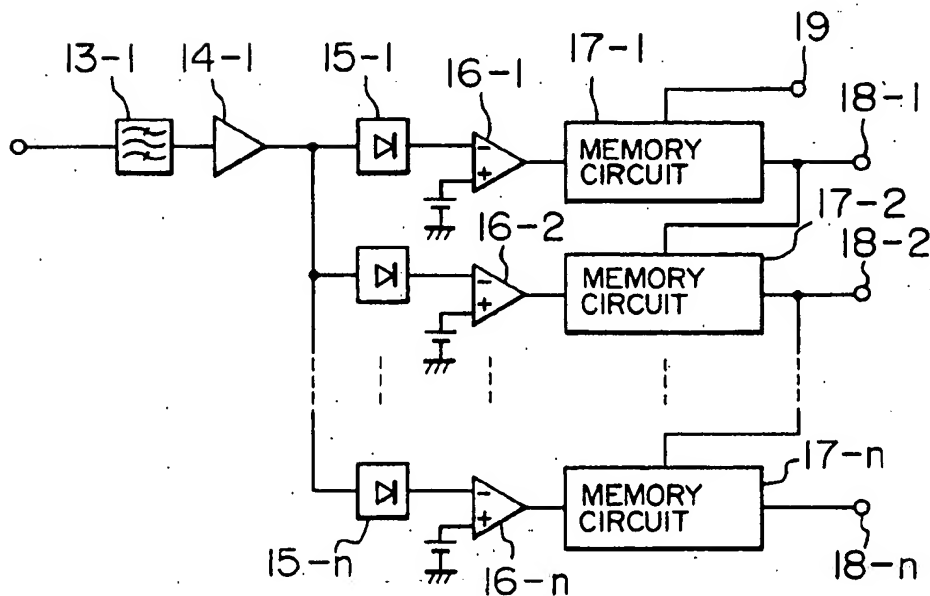 19
13-1
14-1
15-1
16-1
17-1
18-1
MEMORY
CIRCUIT
- 
+
16-2
17-2
18-2
MEMORY
CIRCUIT
-
+
17-n
MEMORY
CIRCUIT
-
+
15-n
16-n
18-n